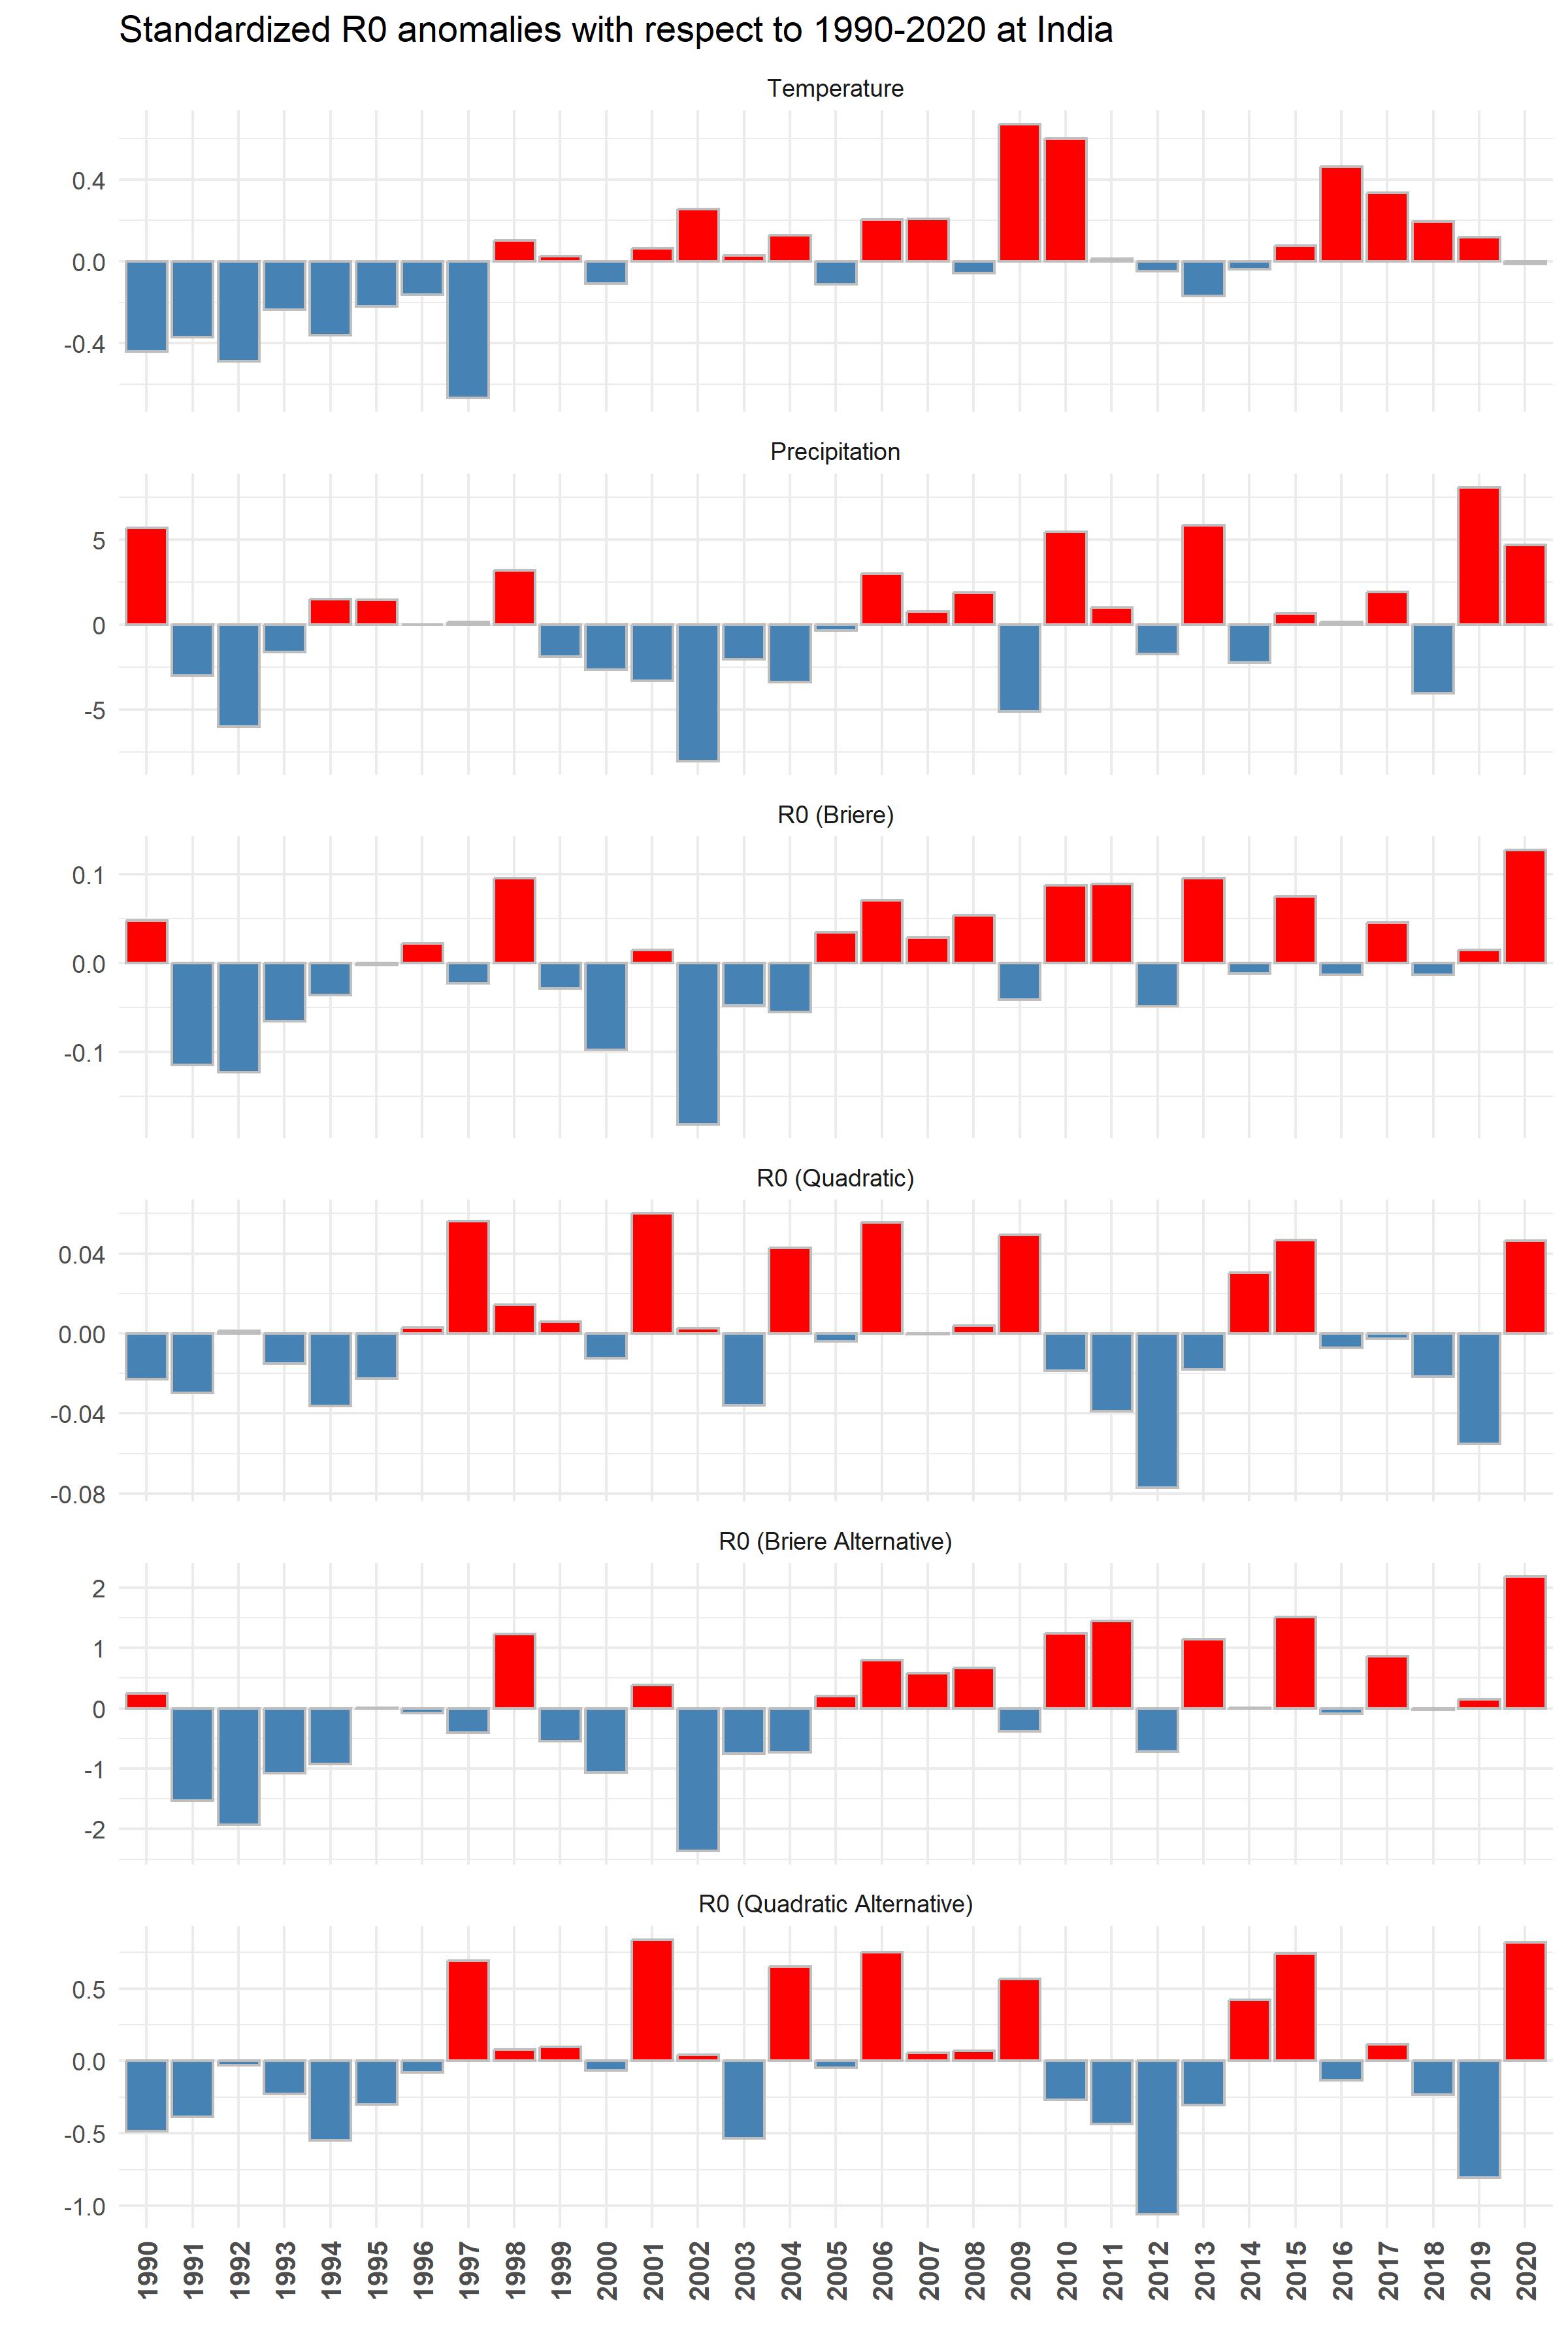 Standardized R0 anomalies with respect to 1990-2020 at India
Temperature
0.4
0.0
-0.4
Precipitation
5
0
-5
R0 (Briere)
0.1
0.0
-0.1
R0 (Quadratic)
0.04
0.00
-0.04
-0.08
R0 (Briere Alternative)
2
1
0
-1
-2
R0 (Quadratic Alternative)
0.5
0.0
-0.5
-1.0
1990 1991 1992 1993 1994 1995 1996 1997 1998 1999 2000 2001 2002 2003 2004 2005 2006 2007 2008 2009 2010 2011 2012 2013 2014 2015 2016 2017 2018 2019 2020